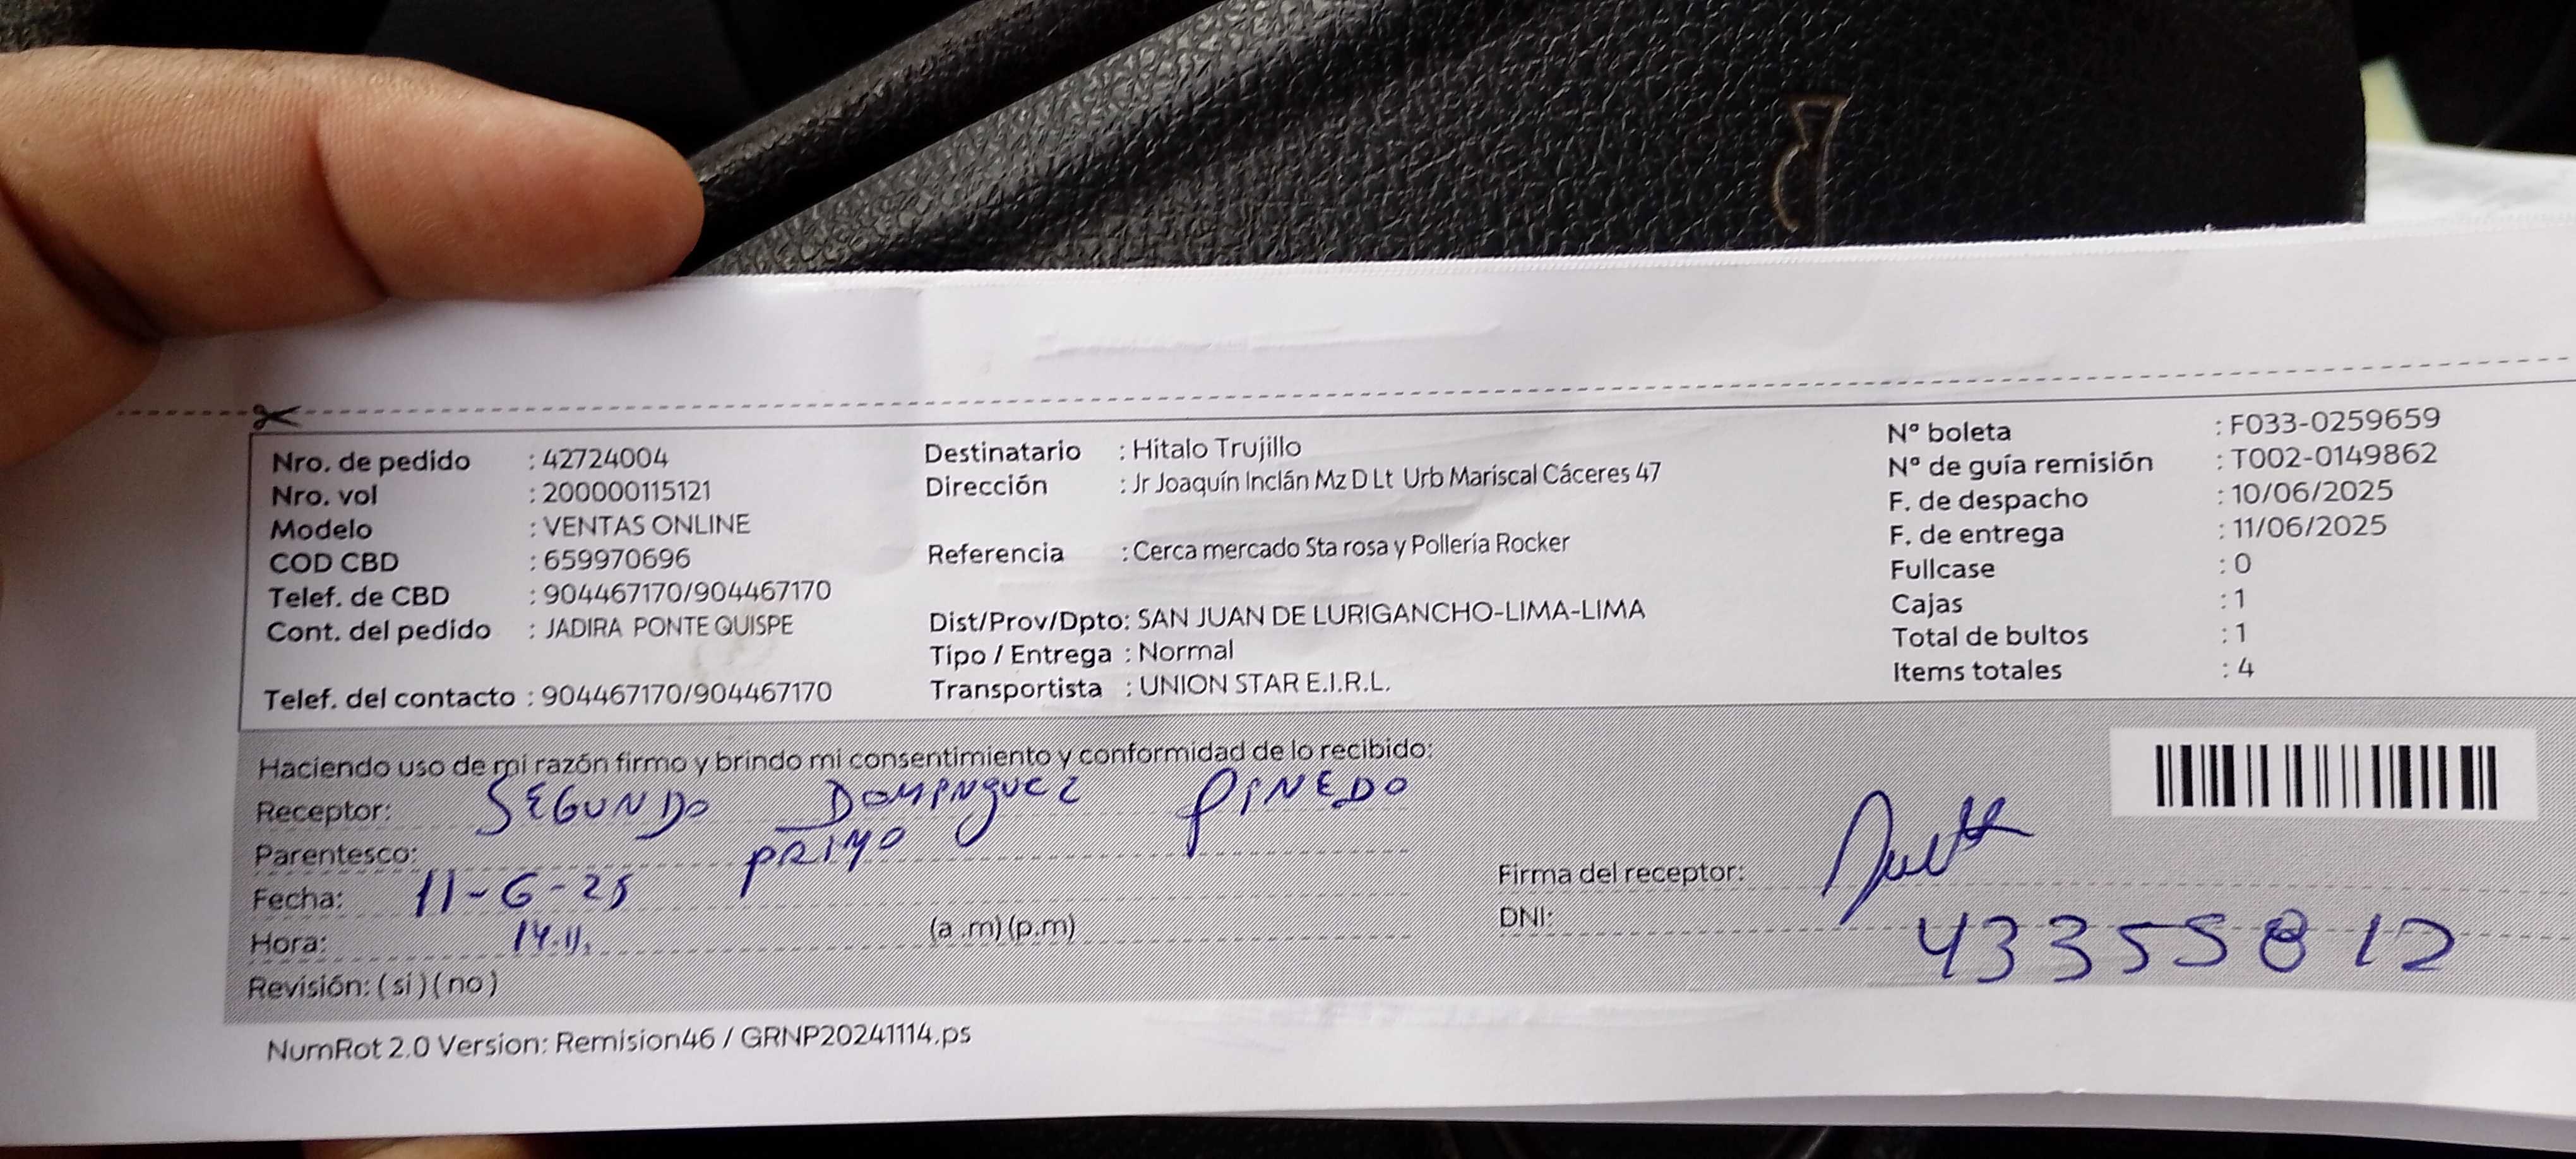 Nro. de pedido : 42724004
Nro. vol : 200000115121
Modelo : VENTAS ONLINE
COD CBD : 659970696
Telef. de CBD : 904467170/904467170
Cont. del pedido : JADIRA PONTE QUISPE
Telef. del contacto : 904467170/904467170
Destinatario : Hitalo Trujillo
Dirección : Jr Joaquín Inclán Mz D Lt Urb Mariscal Cáceres 47
Referencia : Cerca mercado Sta rosa y Pollería Rocker
Dist/Prov/Dpto: SAN JUAN DE LURIGANCHO-LIMA-LIMA
Tipo / Entrega : Normal
Transportista : UNION STAR E.I.R.L.
N° boleta : F033-0259659
N° de guía remisión : T002-0149862
F. de despacho : 10/06/2025
F. de entrega : 11/06/2025
Fullcase : 0
Cajas : 1
Total de bultos : 1
Items totales : 4
Haciendo uso de mi razón firmo y brindo mi consentimiento y conformidad de lo recibido:
Receptor: SEGUNDO DOMINGUEZ PINEDO
Parentesco: PRIMO
Fecha: 11-6-25
Hora: 14.11. (a .m) (p.m)
Revisión: ( si ) ( no )
Firma del receptor:
DNI: 43355812
NumRot 2.0 Version: Remision46 / GRNP20241114.ps